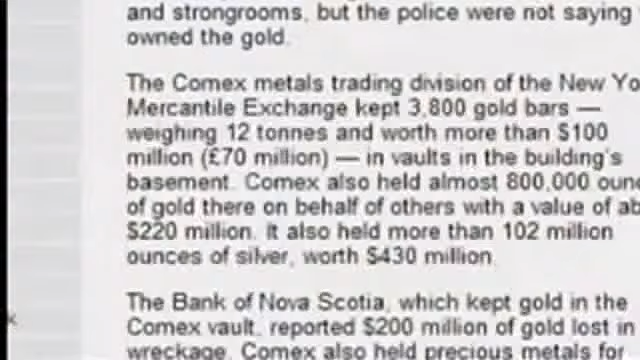 and strongrooms, but the police were not saying
owned the gold.
The Comex metals trading division of the New Yo
Mercantile Exchange kept 3,800 gold bars —
weighing 12 tonnes and worth more than $100
million (£70 million) — in vaults in the building's
basement. Comex also held almost 800,000 ounc
of gold there on behalf of others with a value of ab
$220 million. It also held more than 102 million
ounces of silver, worth $430 million.
The Bank of Nova Scotia, which kept gold in the
k
Comex vault, reported $200 million of gold lost in
wreckage. Comex also held precious metals for